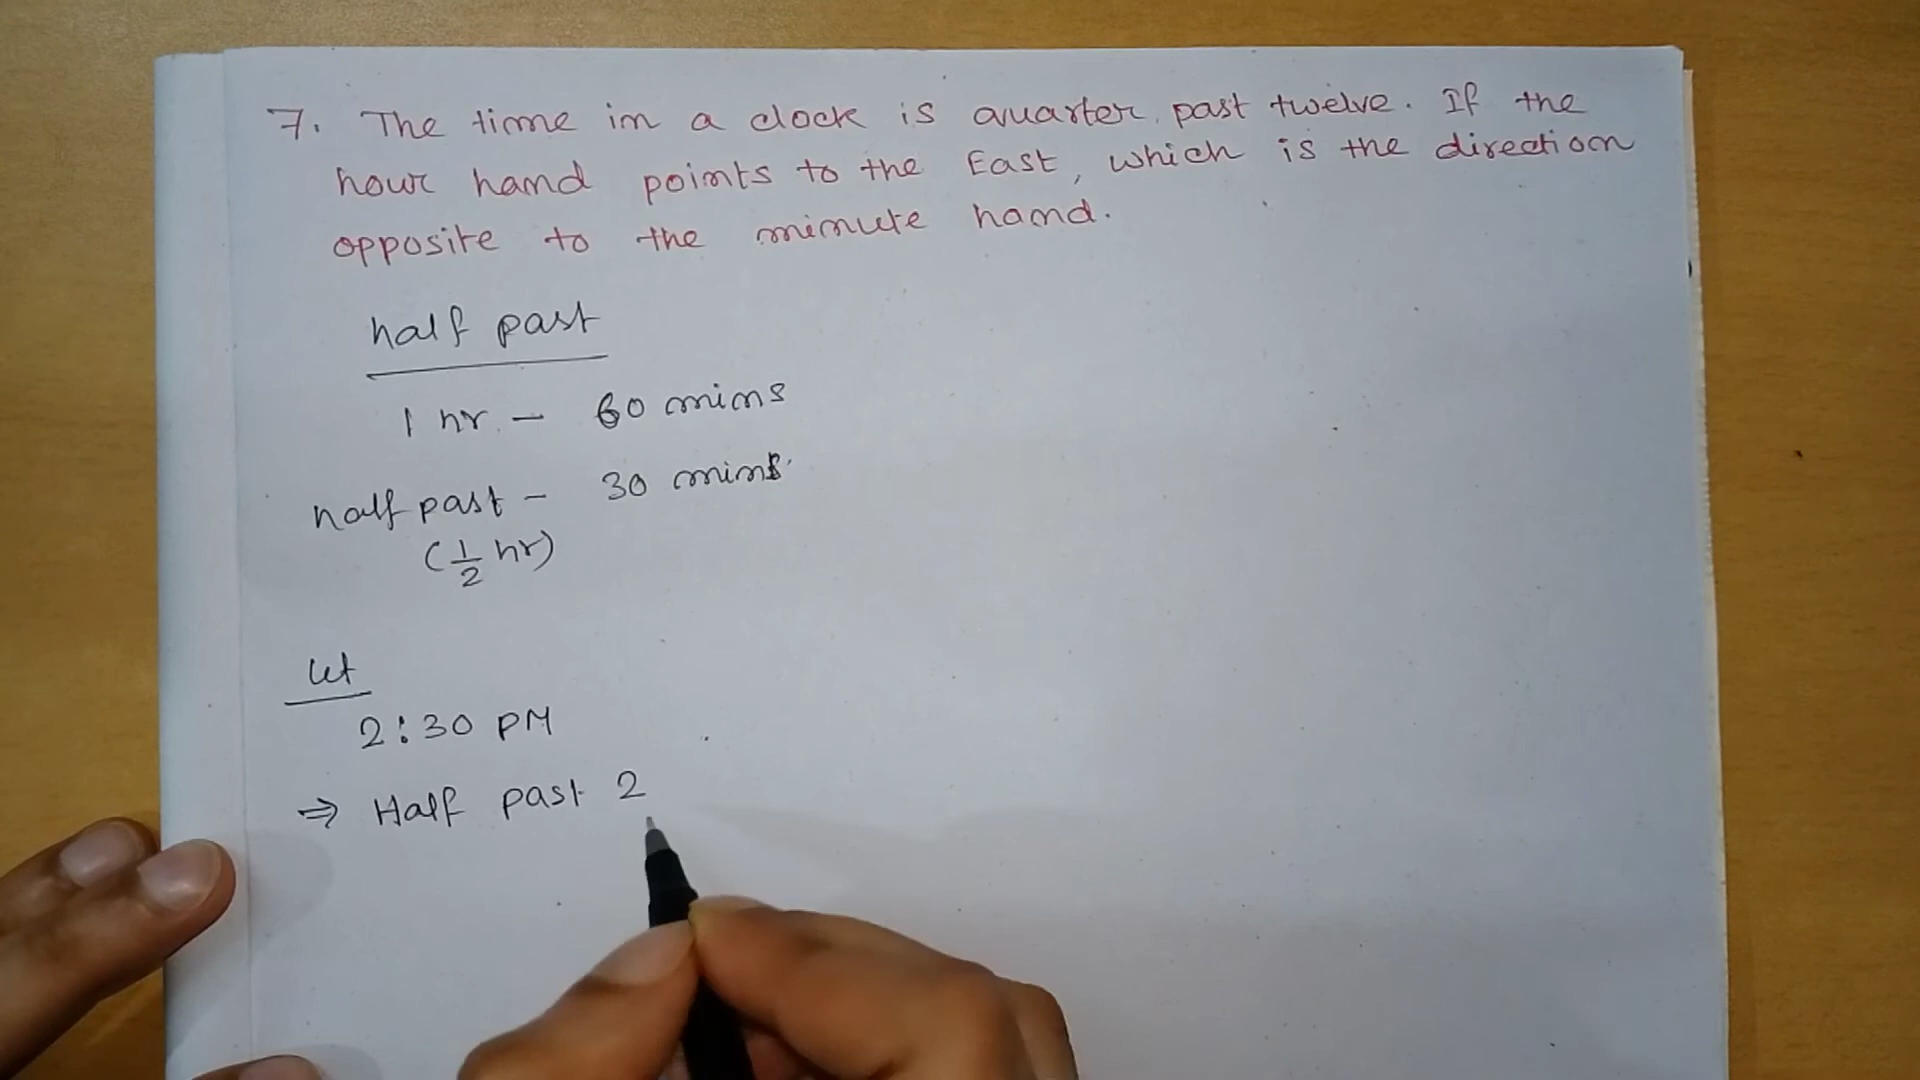 7. The time in a clock is quarter past twelve. If the
hour hand points to the East, which is the direction
opposite to the minute hand.
half past
1 hr. - 60 mins
half past - 30 mins.
(1/2 hr)
let
2:30 PM
⇒ Half past 2